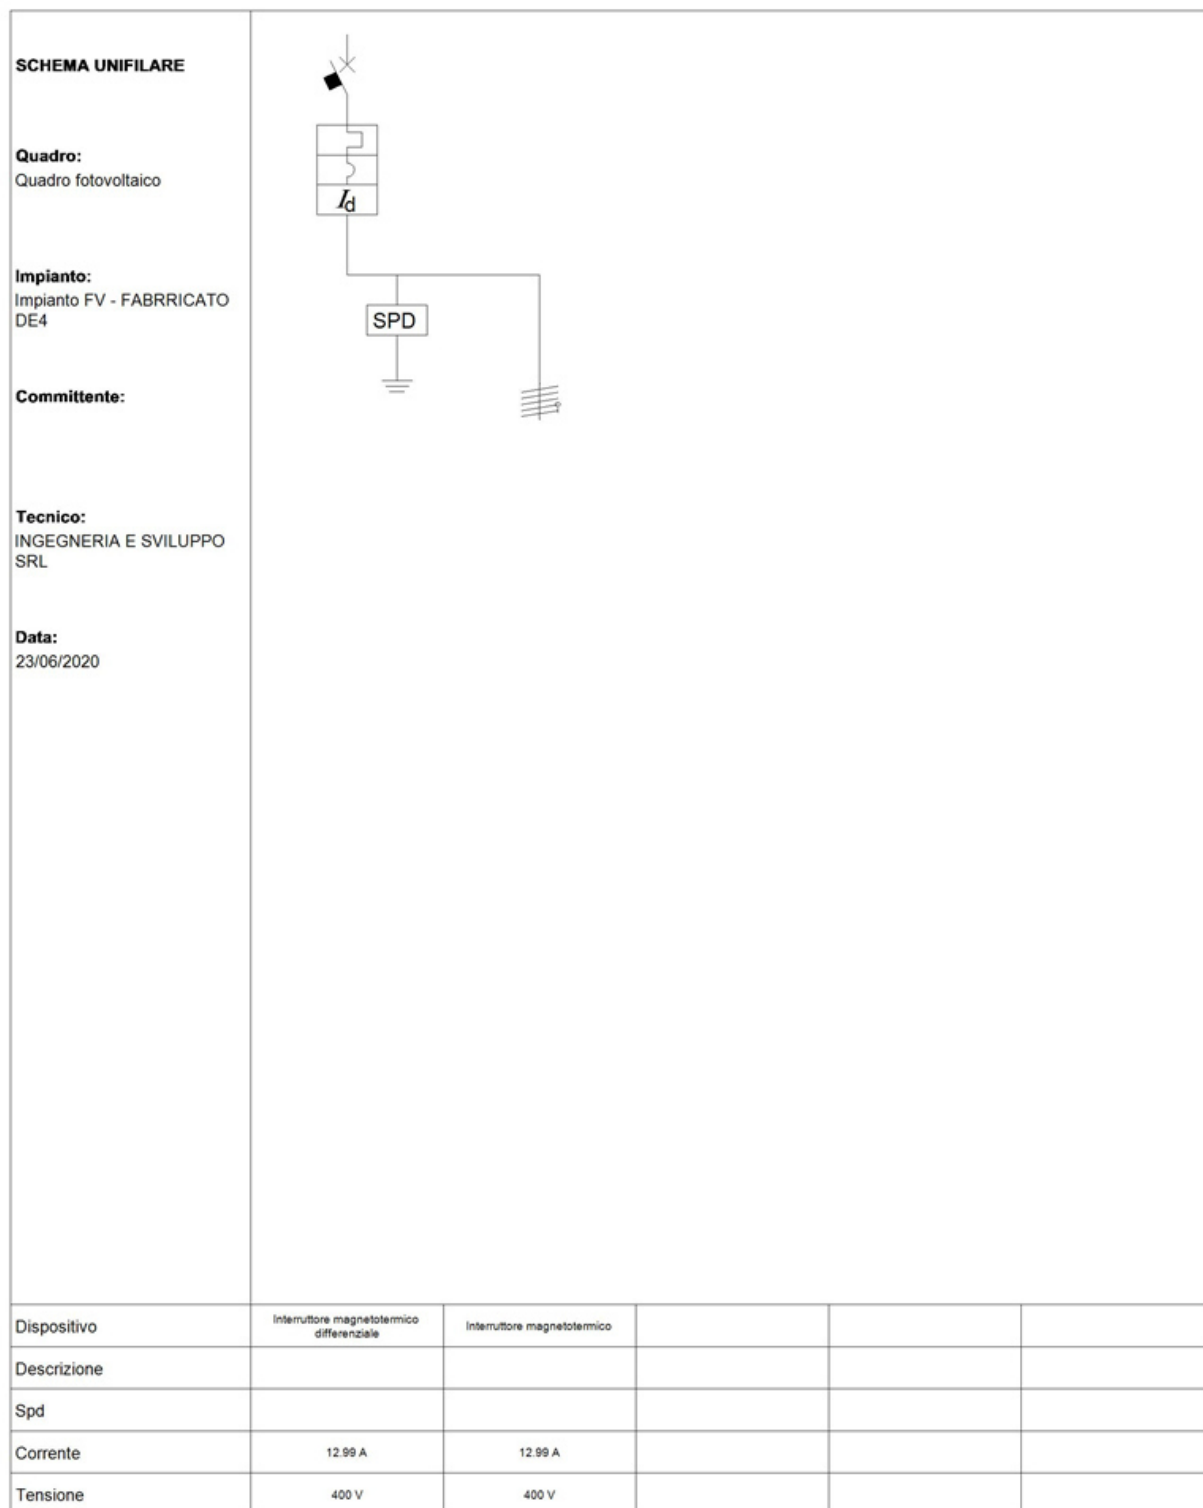 SCHEMA UNIFILARE
Quadro:
Quadro fotovoltaico
Impianto:
Impianto FV - FABRRICATO
DE4
Committente:
Tecnico:
INGEGNERIA E SVILUPPO
SRL
Data:
23/06/2020
Id
SPD
Dispositivo
Interruttore magnetotermico
differenziale
Interruttore magnetotermico
Descrizione
Spd
Corrente 12.99 A 12.99 A
Tensione 400 V 400 V